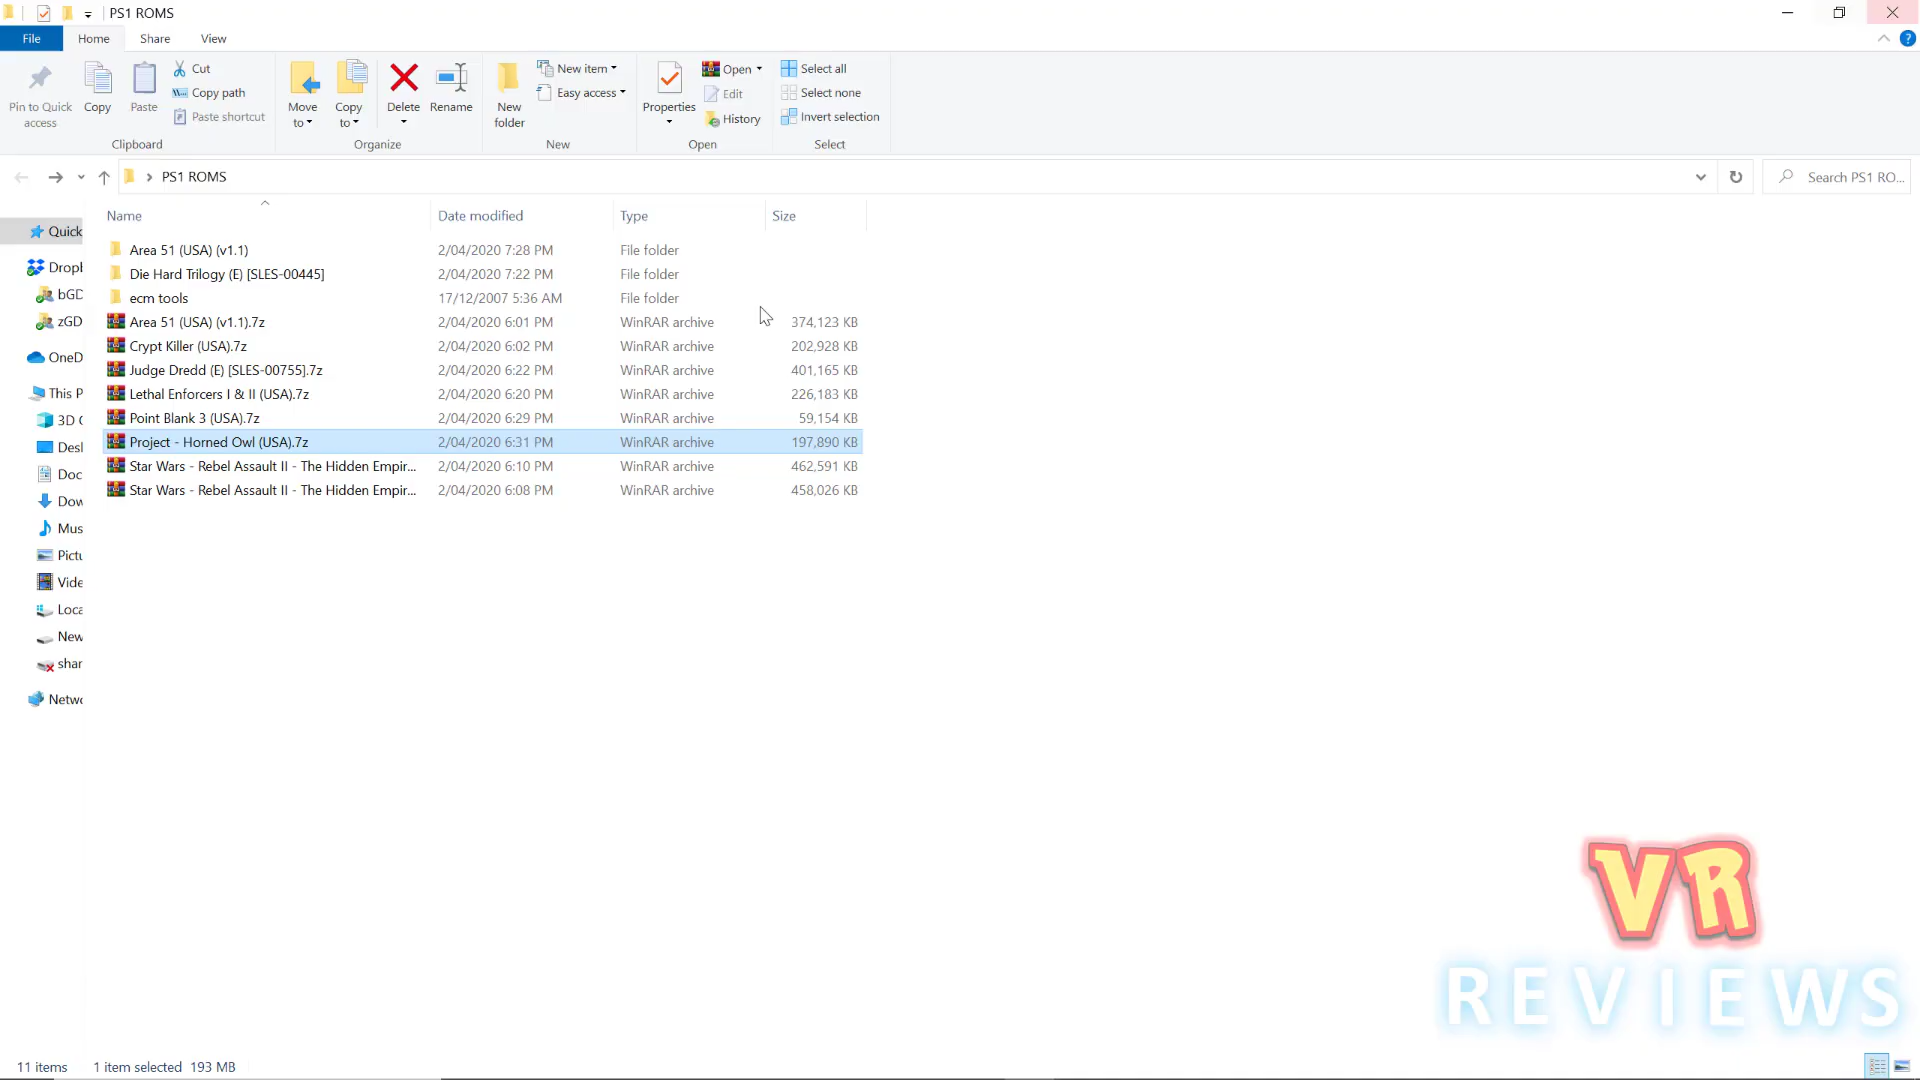 PS1 ROMS
File Home Share View
Pin to Quick access
Copy
Paste
Cut
Copy path
Paste shortcut
Clipboard
Move to
Copy to
Delete
Rename
Organize
New folder
New item
Easy access
New
Properties
Open
Edit
History
Open
Select all
Select none
Invert selection
Select
PS1 ROMS
Search PS1 RO...
Name Date modified Type Size
Quick
Dropb
bGD
zGD
OneD
This P
3D
Desl
Doc
Dow
Mus
Pictu
Vide
Loca
New
shar
Netwo
Area 51 (USA) (v1.1) 2/04/2020 7:28 PM File folder
Die Hard Trilogy (E) [SLES-00445] 2/04/2020 7:22 PM File folder
ecm tools 17/12/2007 5:36 AM File folder
Area 51 (USA) (v1.1).7z 2/04/2020 6:01 PM WinRAR archive 374,123 KB
Crypt Killer (USA).7z 2/04/2020 6:02 PM WinRAR archive 202,928 KB
Judge Dredd (E) [SLES-00755].7z 2/04/2020 6:22 PM WinRAR archive 401,165 KB
Lethal Enforcers I & II (USA).7z 2/04/2020 6:20 PM WinRAR archive 226,183 KB
Point Blank 3 (USA).7z 2/04/2020 6:29 PM WinRAR archive 59,154 KB
Project - Horned Owl (USA).7z 2/04/2020 6:31 PM WinRAR archive 197,890 KB
Star Wars - Rebel Assault II - The Hidden Empir... 2/04/2020 6:10 PM WinRAR archive 462,591 KB
Star Wars - Rebel Assault II - The Hidden Empir... 2/04/2020 6:08 PM WinRAR archive 458,026 KB
VR
REVIEWS
11 items 1 item selected 193 MB